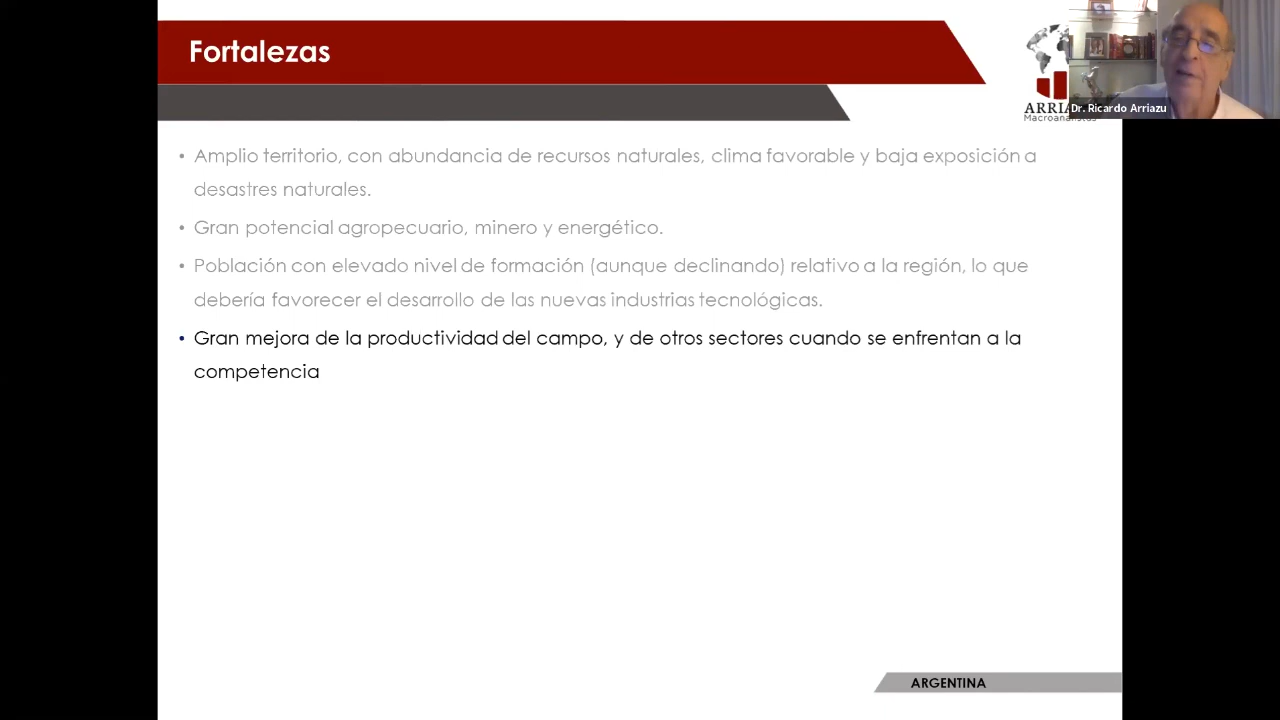 Fortalezas
ARRIA
Macroanalistas
Dr. Ricardo Arriazu
• Amplio territorio, con abundancia de recursos naturales, clima favorable y baja exposición a
desastres naturales.
• Gran potencial agropecuario, minero y energético.
• Población con elevado nivel de formación (aunque declinando) relativo a la región, lo que
debería favorecer el desarrollo de las nuevas industrias tecnológicas.
• Gran mejora de la productividad del campo, y de otros sectores cuando se enfrentan a la
competencia
ARGENTINA